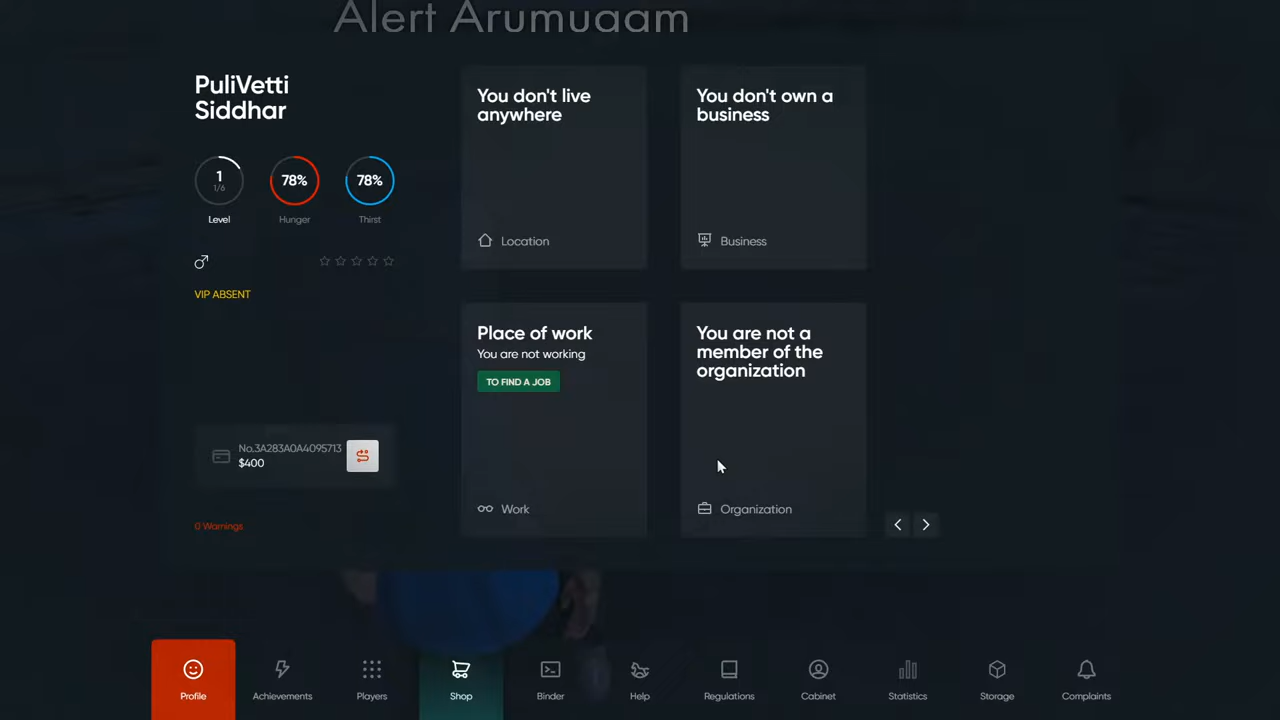 Alert Arumugam
PuliVetti
Siddhar
1
1/6
78%
78%
Level
Hunger
Thirst
VIP ABSENT
No.3A283A0A4095713
$400
0 Warnings
You don't live
anywhere
Location
You don't own a
business
Business
Place of work
You are not working
TO FIND A JOB
Work
You are not a
member of the
organization
Organization
Profile
Achievements
Players
Shop
Binder
Help
Regulations
Cabinet
Statistics
Storage
Complaints